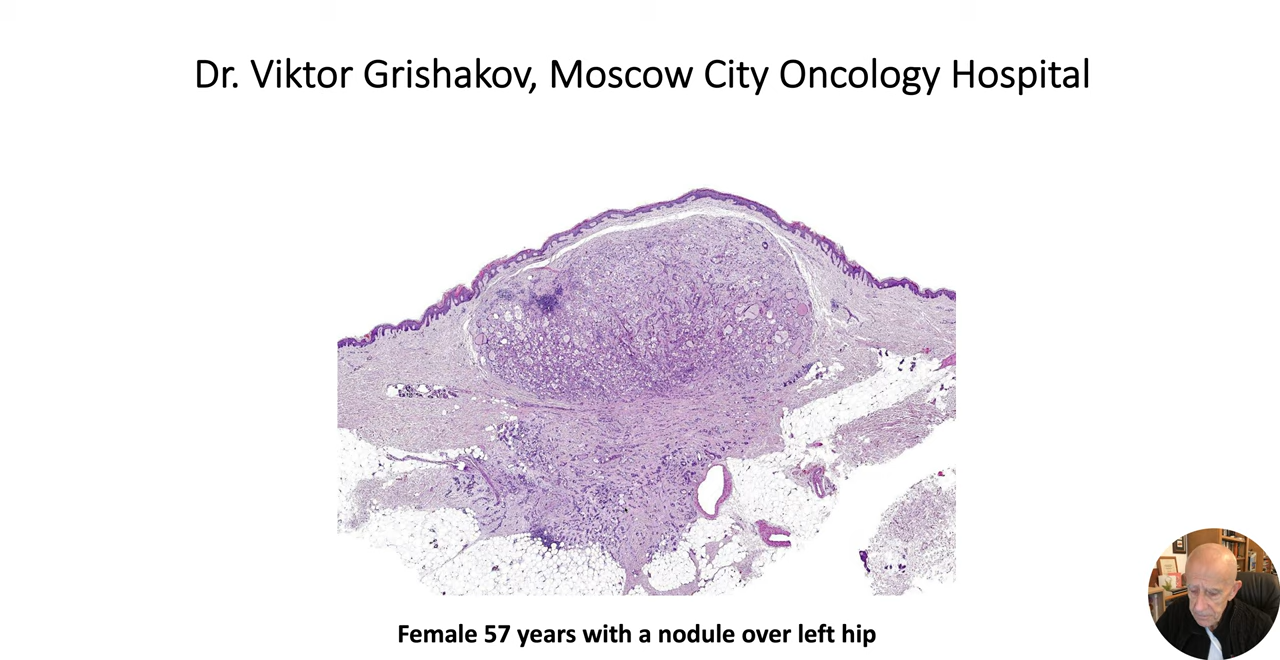 Dr. Viktor Grishakov, Moscow City Oncology Hospital
Female 57 years with a nodule over left hip